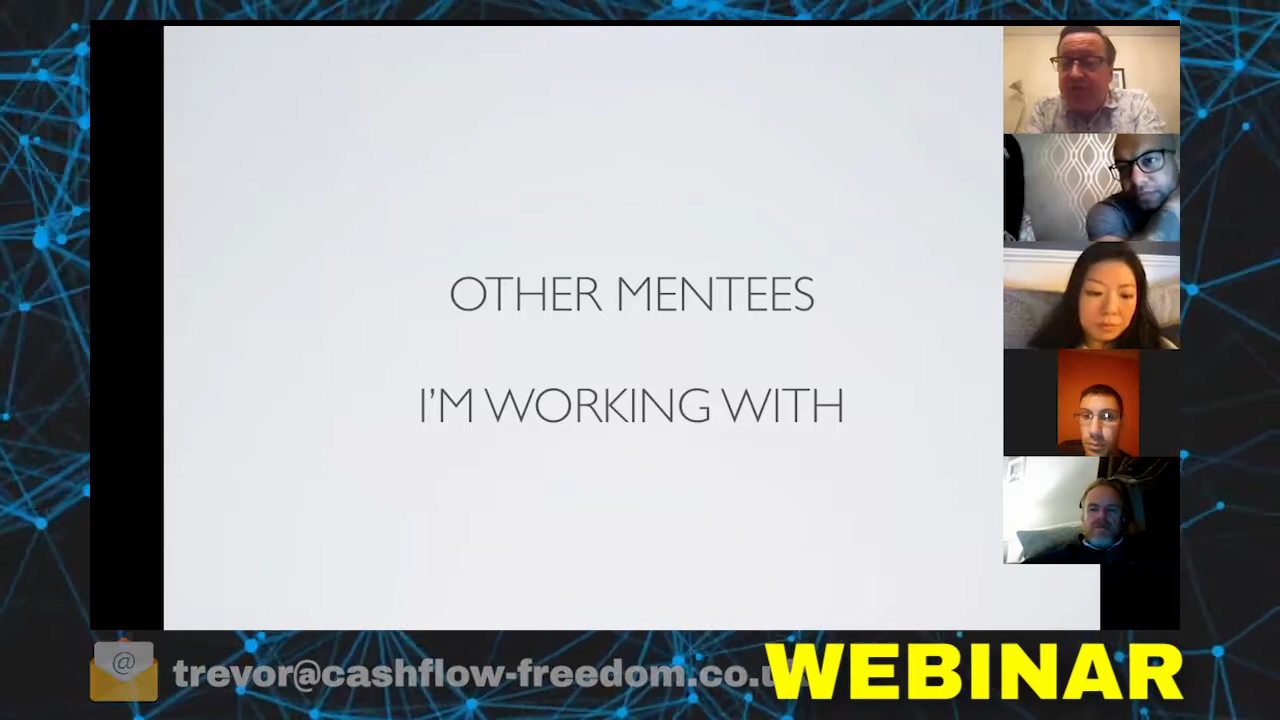 OTHER MENTEES
I'M WORKING WITH
@
trevor@cashflow-freedom.co.u
WEBINAR